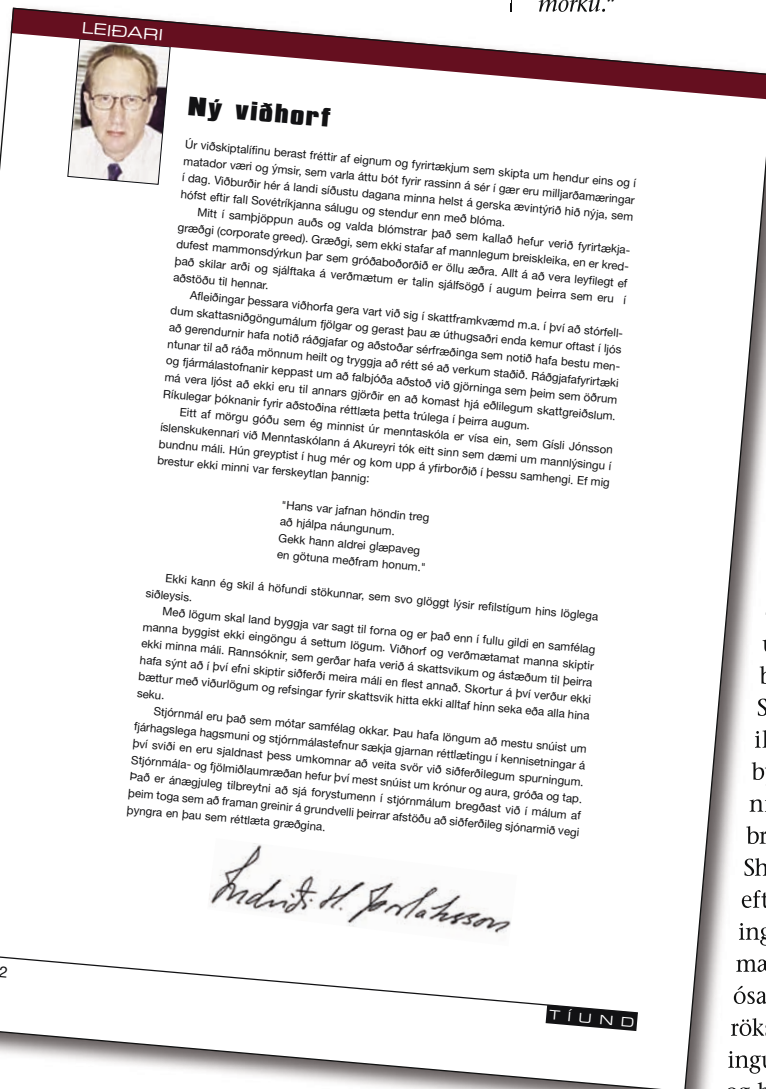 mörku."
LEIÐARI
Ný viðhorf
Úr viðskiptalífinu berast fréttir af eignum og fyrirtækjum sem skipta um hendur eins og í
matador væri og ýmsir, sem varla áttu bót fyrir rassinn á sér í gær eru milljarðamæringar
í dag. Viðburðir hér á landi síðustu dagana minna helst á gerska ævintýrið hið nýja, sem
hófst eftir fall Sovétríkjanna sálugu og stendur enn með blóma.
Mitt í samþjöppun auðs og valda blómstrar það sem kallað hefur verið fyrirtækja-
græðgi (corporate greed). Græðgi, sem ekki stafar af mannlegum breiskleika, en er kred-
dufest mammonsdýrkun þar sem gróðaboðorðið er öllu æðra. Allt á að vera leyfilegt ef
það skilar arði og sjálftaka á verðmætum er talin sjálfsögð í augum þeirra sem eru í
aðstöðu til hennar.
Afleiðingar þessara viðhorfa gera vart við sig í skattframkvæmd m.a. í því að stórfell-
dum skattasniðgöngumálum fjölgar og gerast þau æ úthugsaðri enda kemur oftast í ljós
að gerendurnir hafa notið ráðgjafar og aðstoðar sérfræðinga sem notið hafa bestu men-
ntunar til að ráða mönnum heilt og tryggja að rétt sé að verkum staðið. Ráðgjafafyrirtæki
og fjármálastofnanir keppast um að falbjóða aðstoð við gjörninga sem þeim sem öðrum
má vera ljóst að ekki eru til annars gjörðir en að komast hjá eðlilegum skattgreiðslum.
Ríkulegar þóknanir fyrir aðstoðina réttlæta þetta trúlega í þeirra augum.
Eitt af mörgu góðu sem ég minnist úr menntaskóla er vísa ein, sem Gísli Jónsson
íslenskukennari við Menntaskólann á Akureyri tók eitt sinn sem dæmi um mannlýsingu í
bundnu máli. Hún greyptist í hug mér og kom upp á yfirborðið í þessu samhengi. Ef mig
brestur ekki minni var ferskeytlan þannig:
"Hans var jafnan höndin treg
að hjálpa náungunum.
Gekk hann aldrei glæpaveg
en götuna meðfram honum."
Ekki kann ég skil á höfundi stökunnar, sem svo glöggt lýsir refilstígum hins löglega
siðleysis.
Með lögum skal land byggja var sagt til forna og er það enn í fullu gildi en samfélag
manna byggist ekki eingöngu á settum lögum. Viðhorf og verðmætamat manna skiptir
ekki minna máli. Rannsóknir, sem gerðar hafa verið á skattsvikum og ástæðum til þeirra
hafa sýnt að í því efni skiptir siðferði meira máli en flest annað. Skortur á því verður ekki
bættur með viðurlögum og refsingar fyrir skattsvik hitta ekki alltaf hinn seka eða alla hina
seku.
Stjórnmál eru það sem mótar samfélag okkar. Þau hafa löngum að mestu snúist um
fjárhagslega hagsmuni og stjórnmálastefnur sækja gjarnan réttlætingu í kennisetningar á
því sviði en eru sjaldnast þess umkomnar að veita svör við siðferðilegum spurningum.
Stjórnmála- og fjölmiðlaumræðan hefur því mest snúist um krónur og aura, gróða og tap.
Það er ánægjuleg tilbreytni að sjá forystumenn í stjórnmálum bregðast við í málum af
þeim toga sem að framan greinir á grundvelli þeirrar afstöðu að siðferðileg sjónarmið vegi
þyngra en þau sem réttlæta græðgina.
Indriði H. Þorláksson
2
TÍUND
S
br
Sh
eft
ing
mæ
ósa
rök
ingu